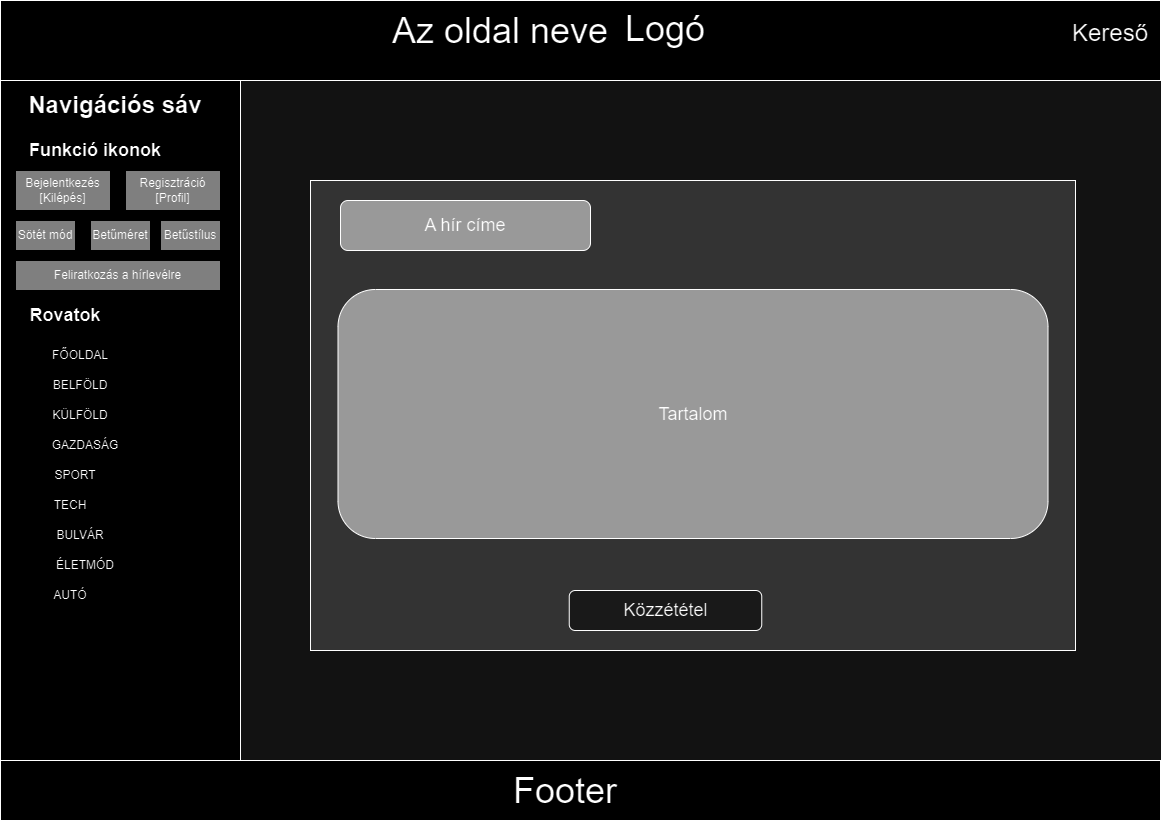 Az oldal neve Logó
Kereső
Navigációs sáv
Funkció ikonok
Bejelentkezés
[Kilépés]
Regisztráció
[Profil]
Sötét mód
Betűméret
Betűstílus
Feliratkozás a hírlevélre
Rovatok
FŐOLDAL
BELFÖLD
KÜLFÖLD
GAZDASÁG
SPORT
TECH
BULVÁR
ÉLETMÓD
AUTÓ
A hír címe
Tartalom
Közzététel
Footer